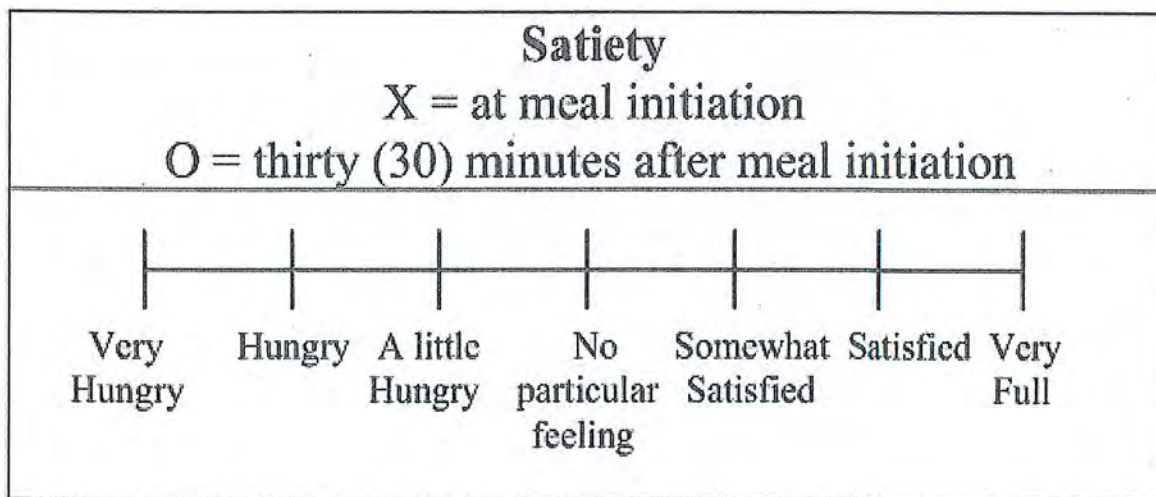 Satiety
X = at meal initiation
O = thirty (30) minutes after meal initiation
Very Hungry A little No Somewhat Satisfied Very
Hungry Hungry particular Satisfied Full
feeling